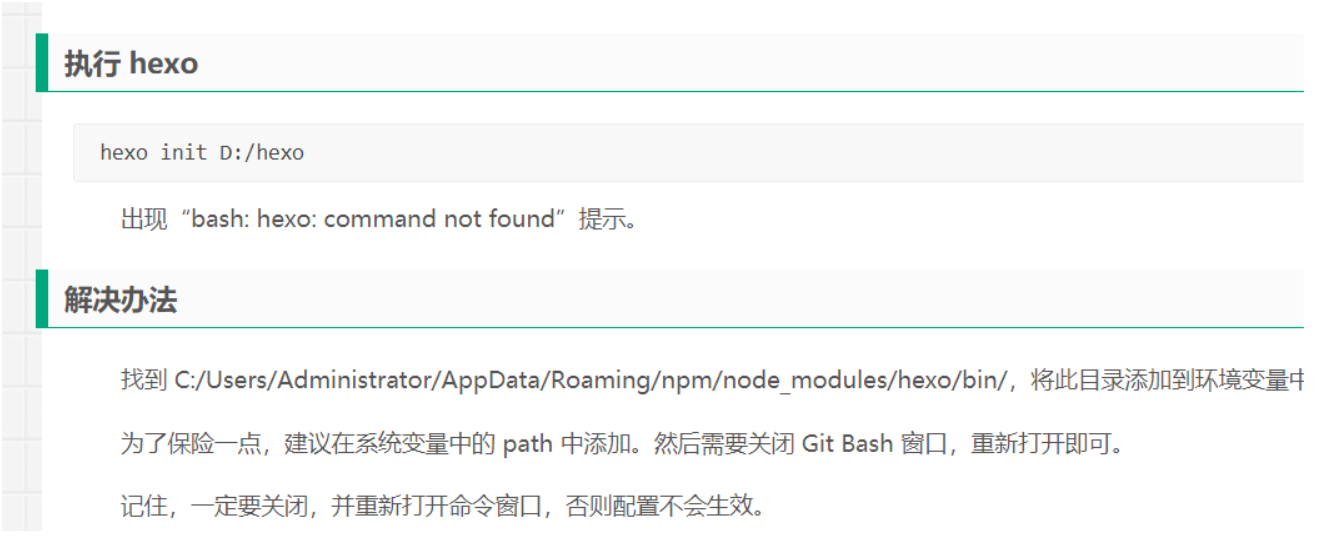 执行 hexo
hexo init D:/hexo
出现“bash: hexo: command not found”提示。
解决办法
找到 C:/Users/Administrator/AppData/Roaming/npm/node_modules/hexo/bin/，将此目录添加到环境变量中
为了保险一点，建议在系统变量中的 path 中添加。然后需要关闭 Git Bash 窗口，重新打开即可。
记住，一定要关闭，并重新打开命令窗口，否则配置不会生效。